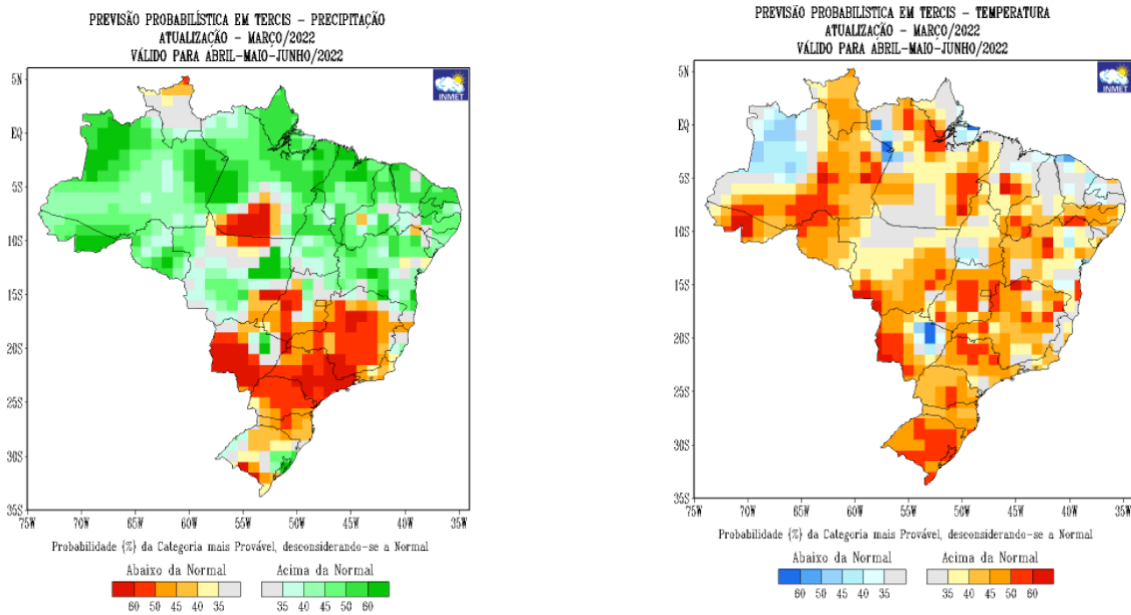 PREVISÃO PROBABILÍSTICA EM TERCIS - PRECIPITAÇÃO
ATUALIZAÇÃO - MARÇO/2022
VÁLIDO PARA ABRIL-MAIO-JUNHO/2022
INMET
5N
EQ
5S
10S
15S
20S
25S
30S
35S
75W 70W 65W 60W 55W 50W 45W 40W 35W
Probabilidade (%) da Categoria mais Provável, desconsiderando-se a Normal
Abaixo da Normal Acima da Normal
60 50 45 40 35 35 40 45 50 60
PREVISÃO PROBABILÍSTICA EM TERCIS - TEMPERATURA
ATUALIZAÇÃO - MARÇO/2022
VÁLIDO PARA ABRIL-MAIO-JUNHO/2022
INMET
5N
EQ
5S
10S
15S
20S
25S
30S
35S
75W 70W 65W 60W 55W 50W 45W 40W 35W
Probabilidade (%) da Categoria mais Provável, desconsiderando-se a Normal
Abaixo da Normal Acima da Normal
60 50 45 40 35 35 40 45 50 60